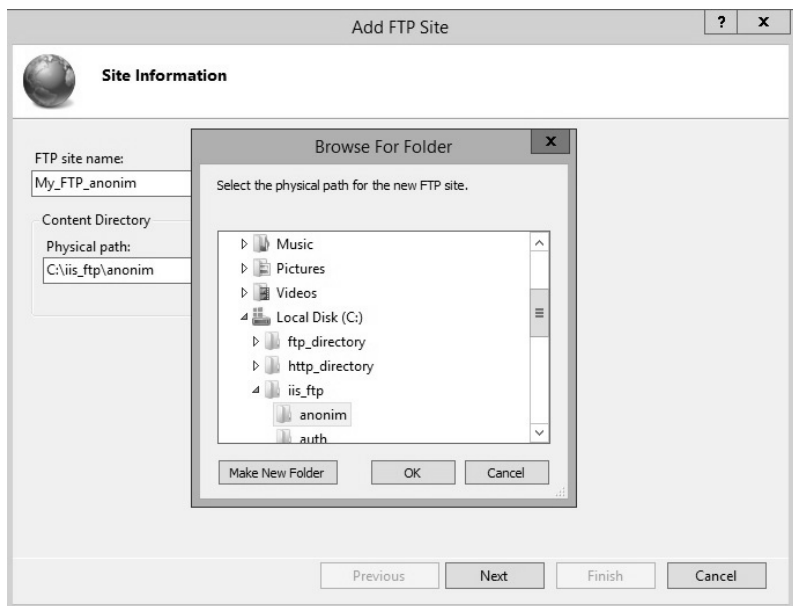 Add FTP Site
? x
Site Information
FTP site name:
My_FTP_anonim
Content Directory
Physical path:
C:\iis_ftp\anonim
Browse For Folder
x
Select the physical path for the new FTP site.
Music
Pictures
Videos
Local Disk (C:)
ftp_directory
http_directory
iis_ftp
anonim
auth
Make New Folder OK Cancel
Previous Next Finish Cancel